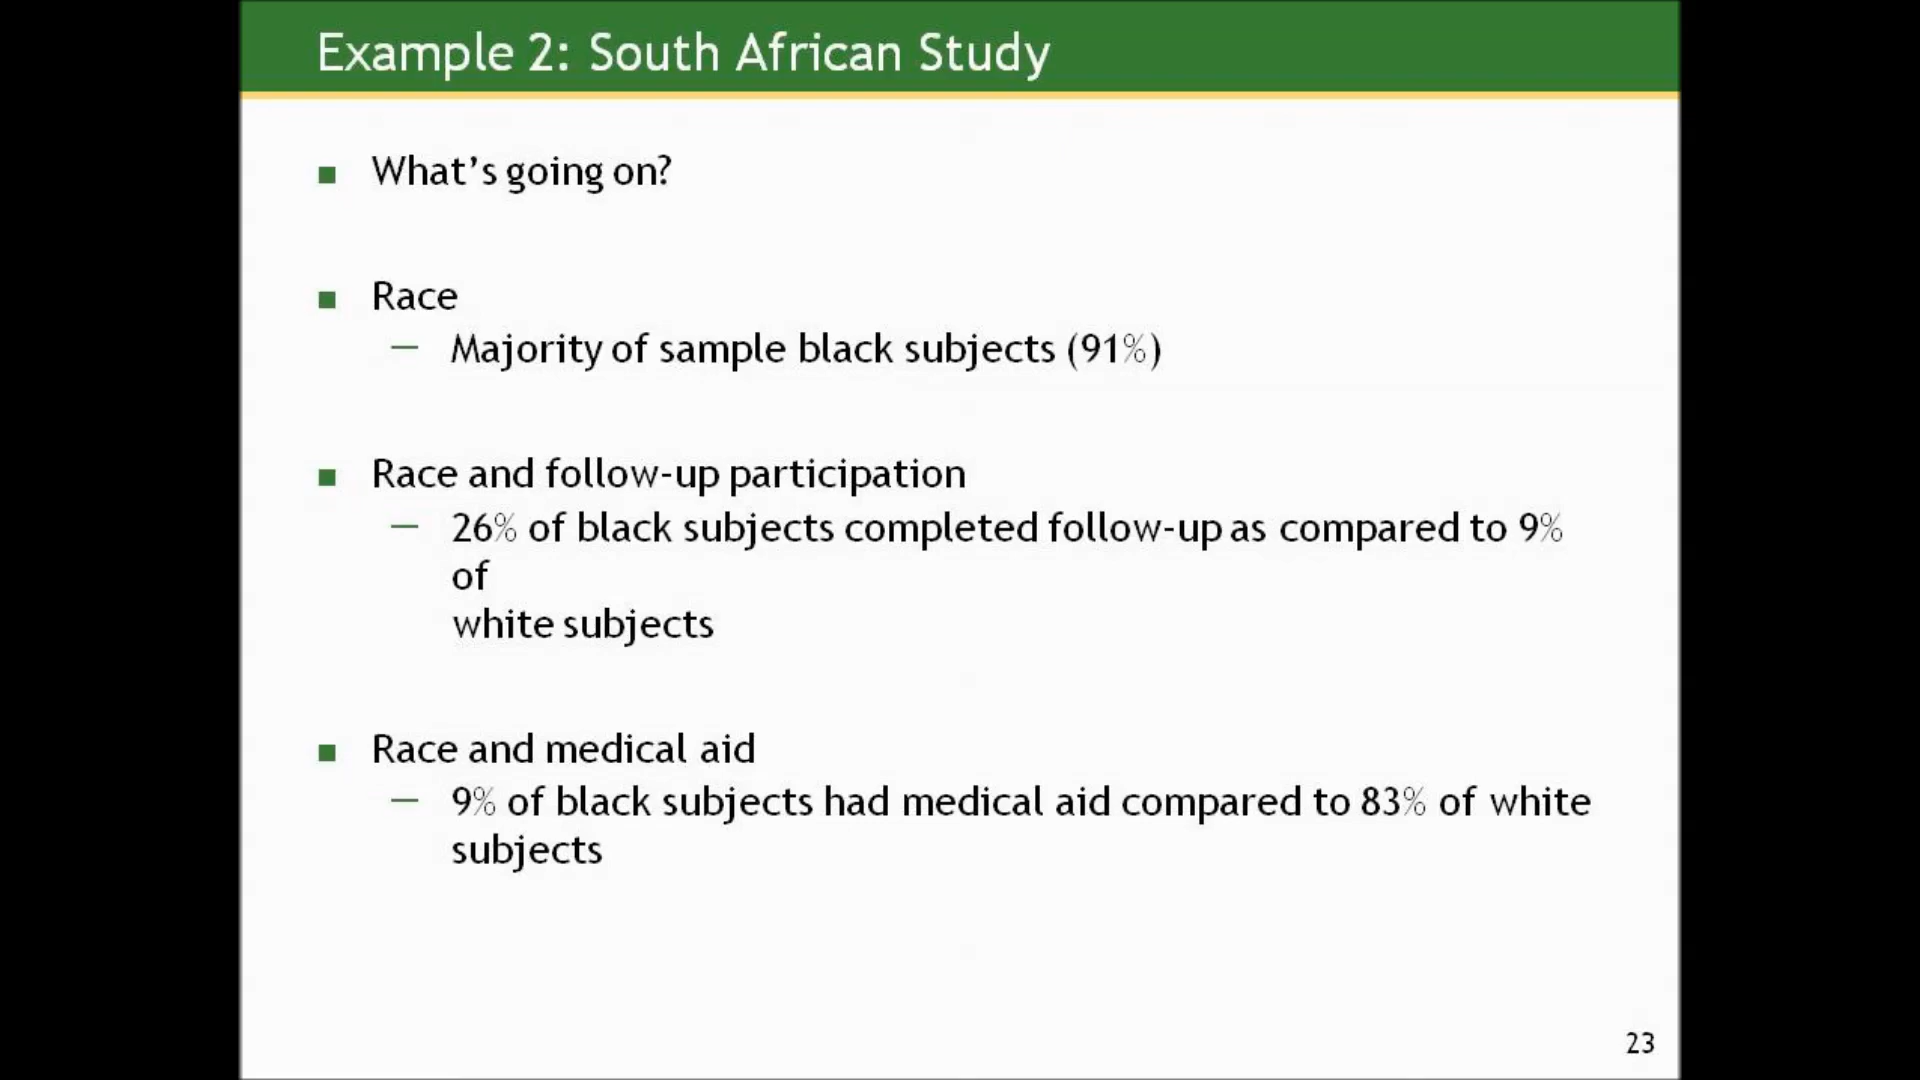 Example 2: South African Study
What's going on?
Race
— Majority of sample black subjects (91%)
Race and follow-up participation
— 26% of black subjects completed follow-up as compared to 9%
of
white subjects
Race and medical aid
— 9% of black subjects had medical aid compared to 83% of white
subjects
23